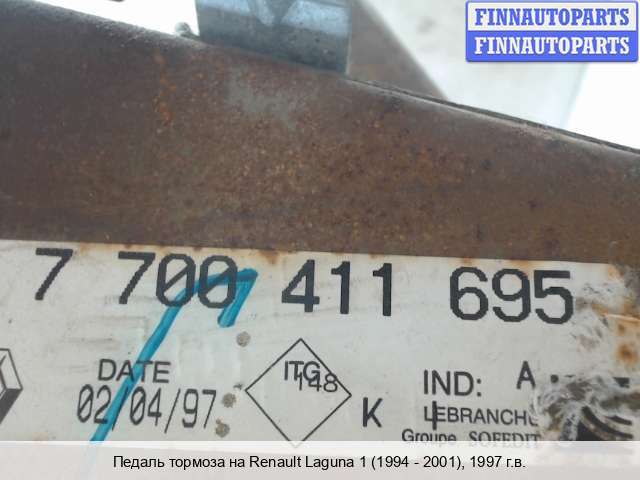 FINNAUTOPARTS
FINNAUTOPARTS
7 700 411 695
DATE
02/04/97
ITG
148
K
IND: A
LEBRANCHU
Groupe SOFEDIT
Педаль тормоза на Renault Laguna 1 (1994 - 2001), 1997 г.в.